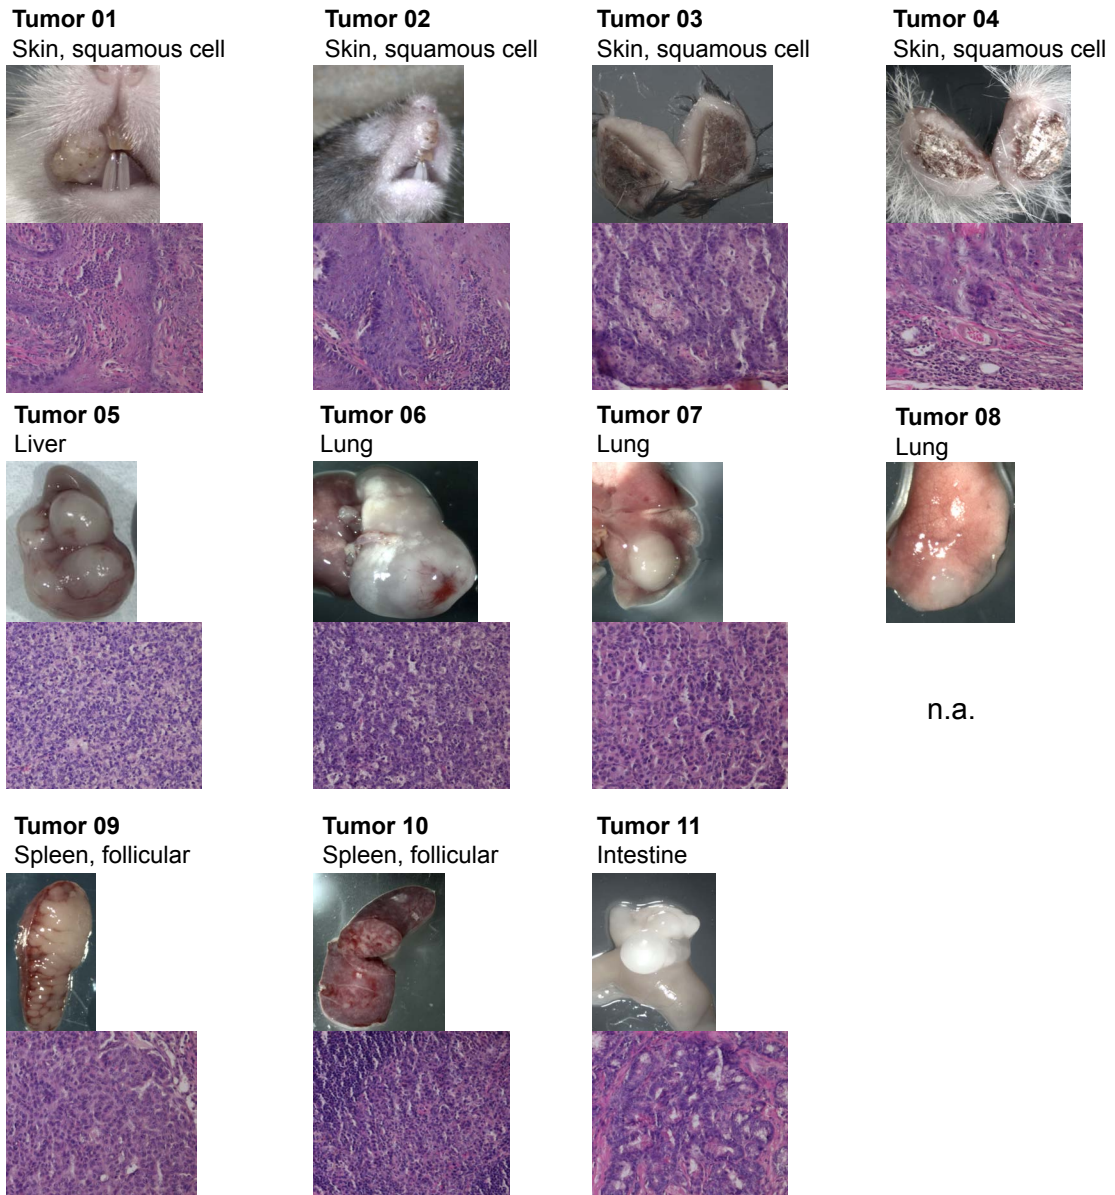 Tumor 01
Skin, squamous cell
Tumor 02
Skin, squamous cell
Tumor 03
Skin, squamous cell
Tumor 04
Skin, squamous cell
Tumor 05
Liver
Tumor 06
Lung
Tumor 07
Lung
Tumor 08
Lung
n.a.
Tumor 09
Spleen, follicular
Tumor 10
Spleen, follicular
Tumor 11
Intestine